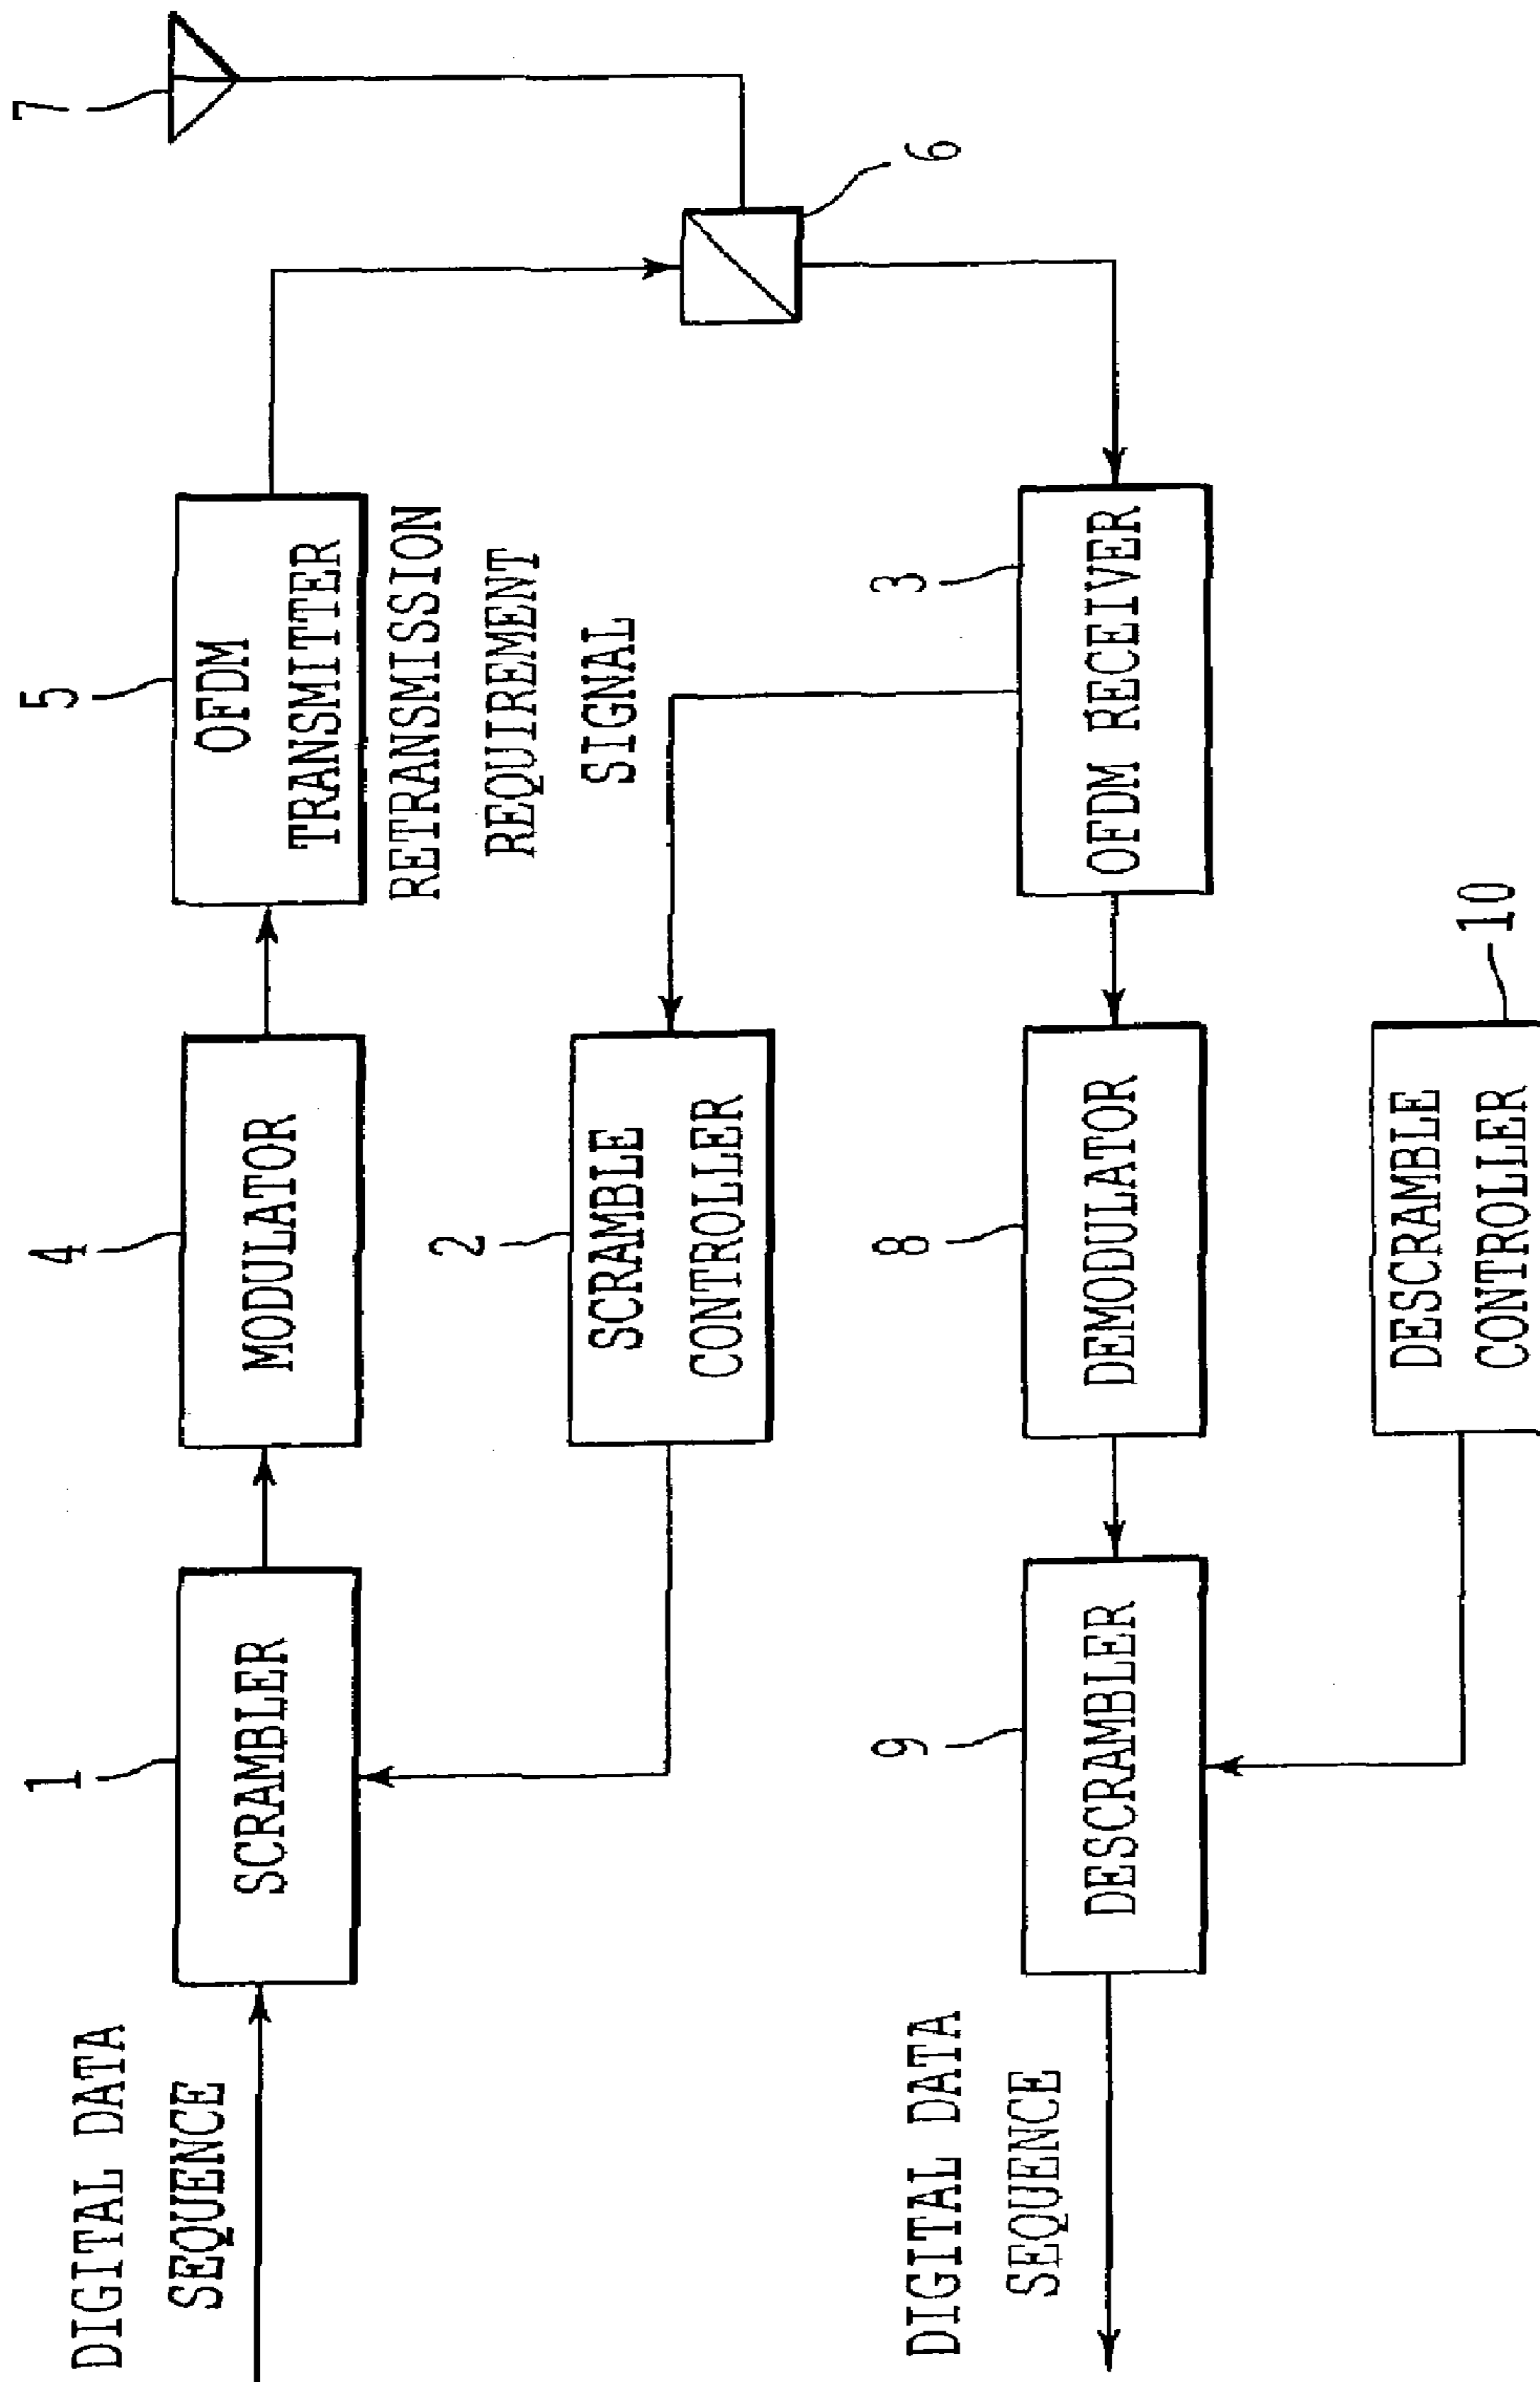 DIGITAL DATA
SEQUENCE
1
SCRAMBLER
4
MODULATOR
5
OFDM
TRANSMITTER
7
RETRANSMISSION
REQUIREMENT
SIGNAL
2
SCRAMBLE
CONTROLLER
6
DIGITAL DATA
SEQUENCE
9
DESCRAMBLER
8
DEMODULATOR
3
OFDM RECEIVER
DESCRAMBLE
CONTROLLER
10